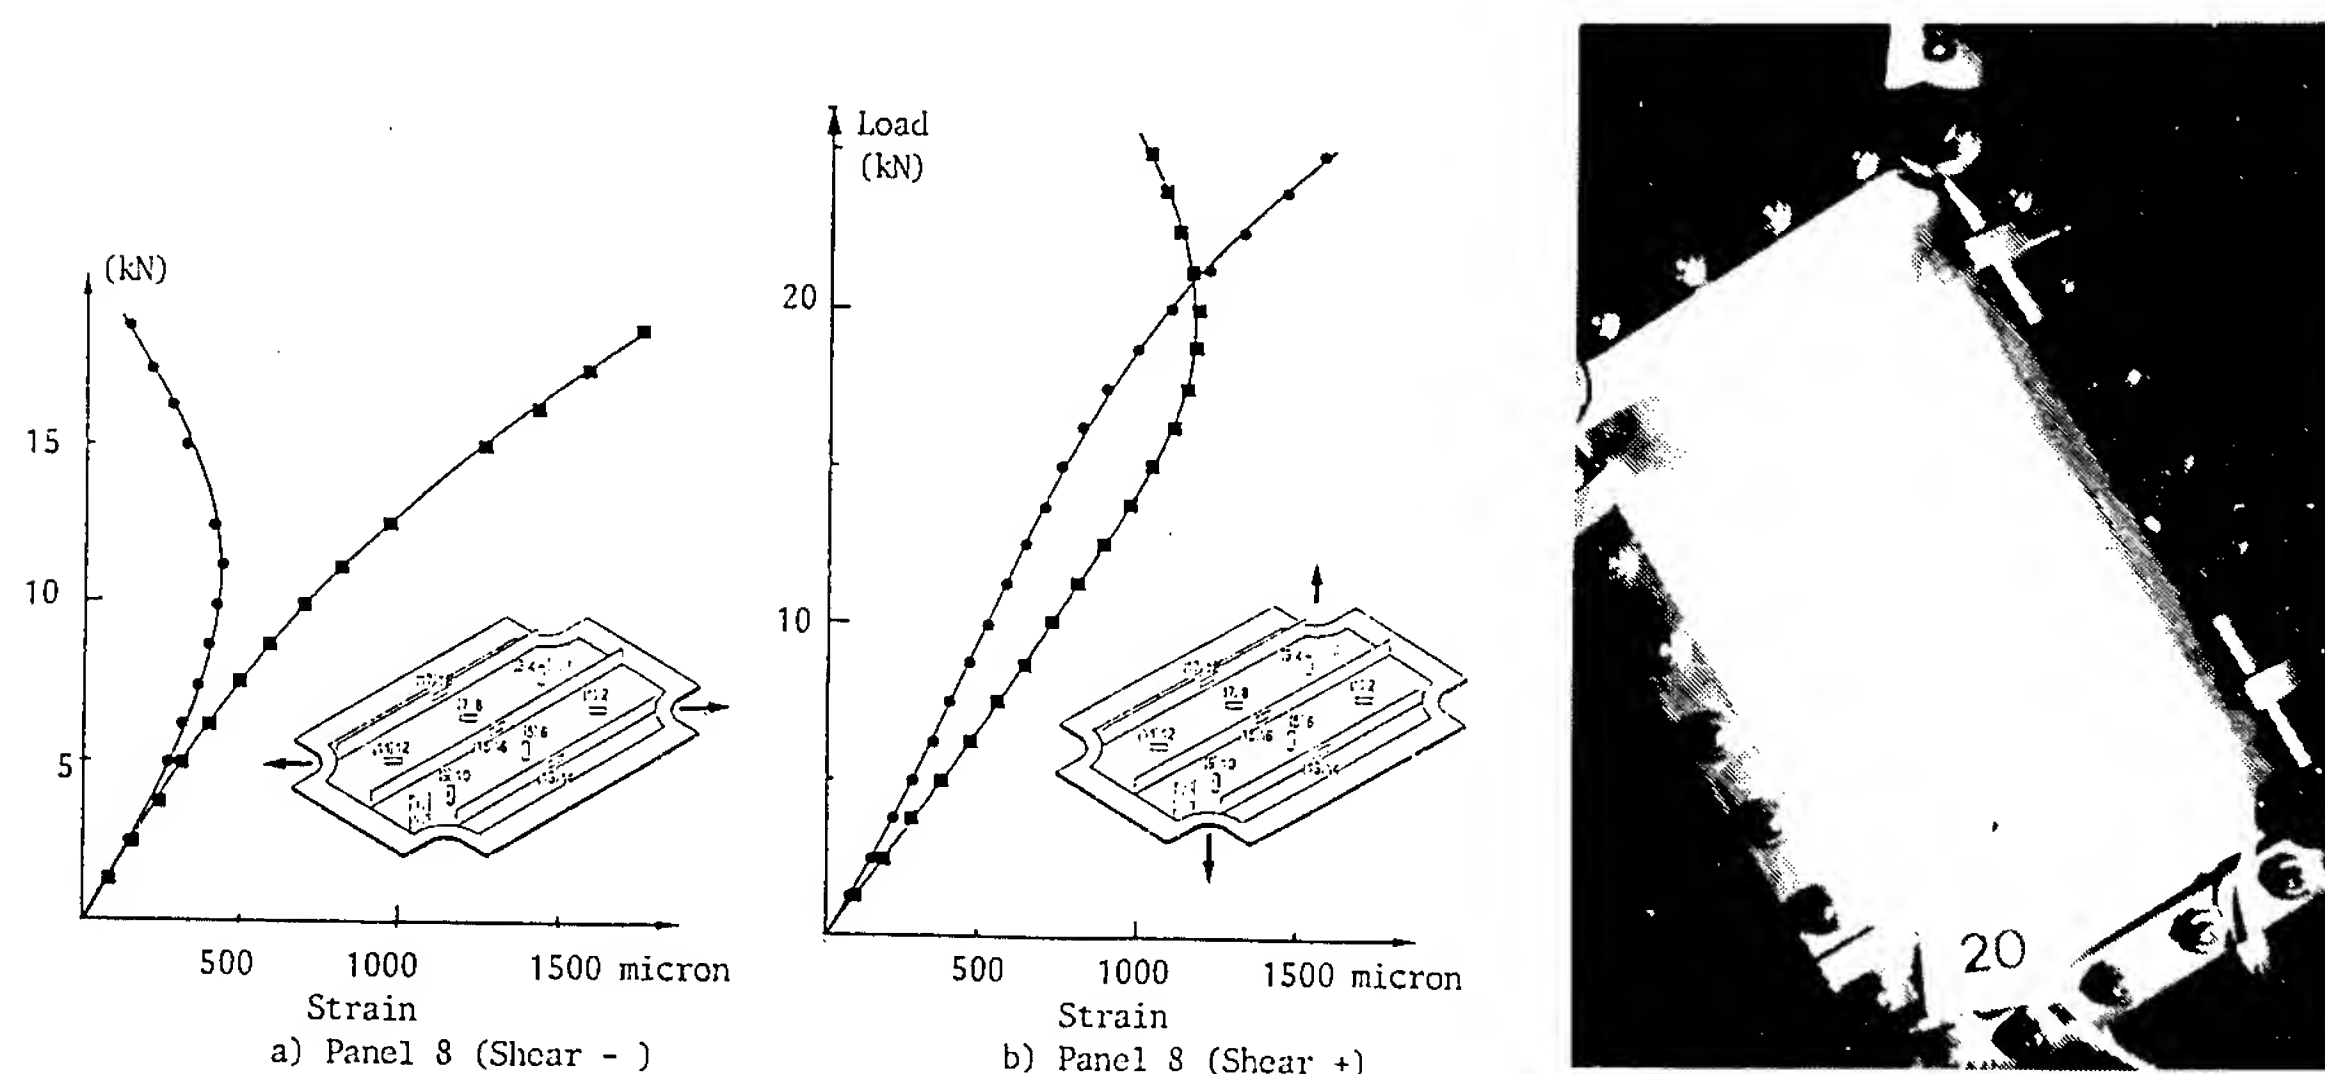 (kN)
15
10
5
500 1000 1500 micron
Strain
a) Panel 8 (Shear - )
Load
(kN)
20
10
500 1000 1500 micron
Strain
b) Panel 8 (Shear +)
20